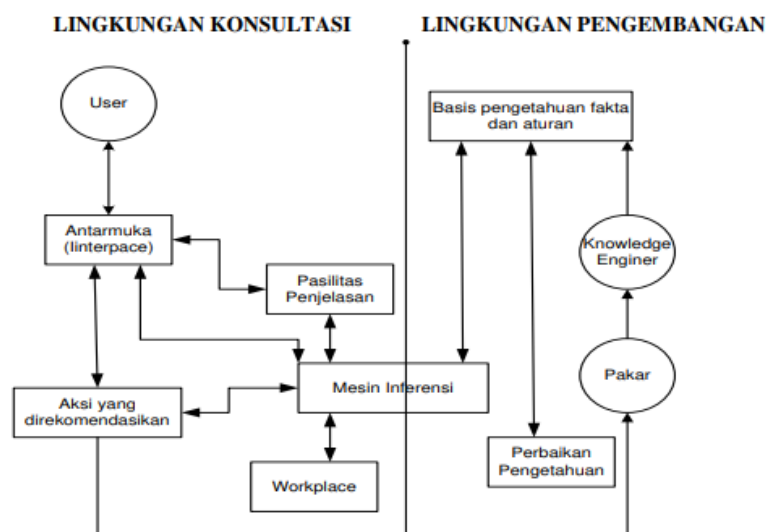 LINGKUNGAN KONSULTASI
LINGKUNGAN PENGEMBANGAN
User
Basis pengetahuan fakta
dan aturan
Antarmuka
(Iinterpace)
Knowledge
Enginer
Pasilitas
Penjelasan
Mesin Inferensi
Pakar
Aksi yang
direkomendasikan
Perbaikan
Pengetahuan
Workplace